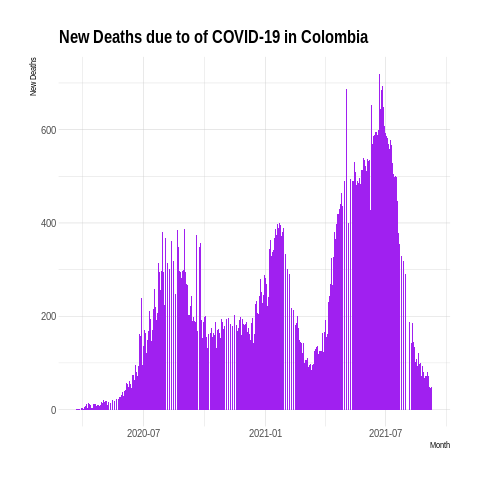 New Deaths due to of COVID-19 in Colombia
New Deaths
600
400
200
0
2020-07
2021-01
2021-07
Month